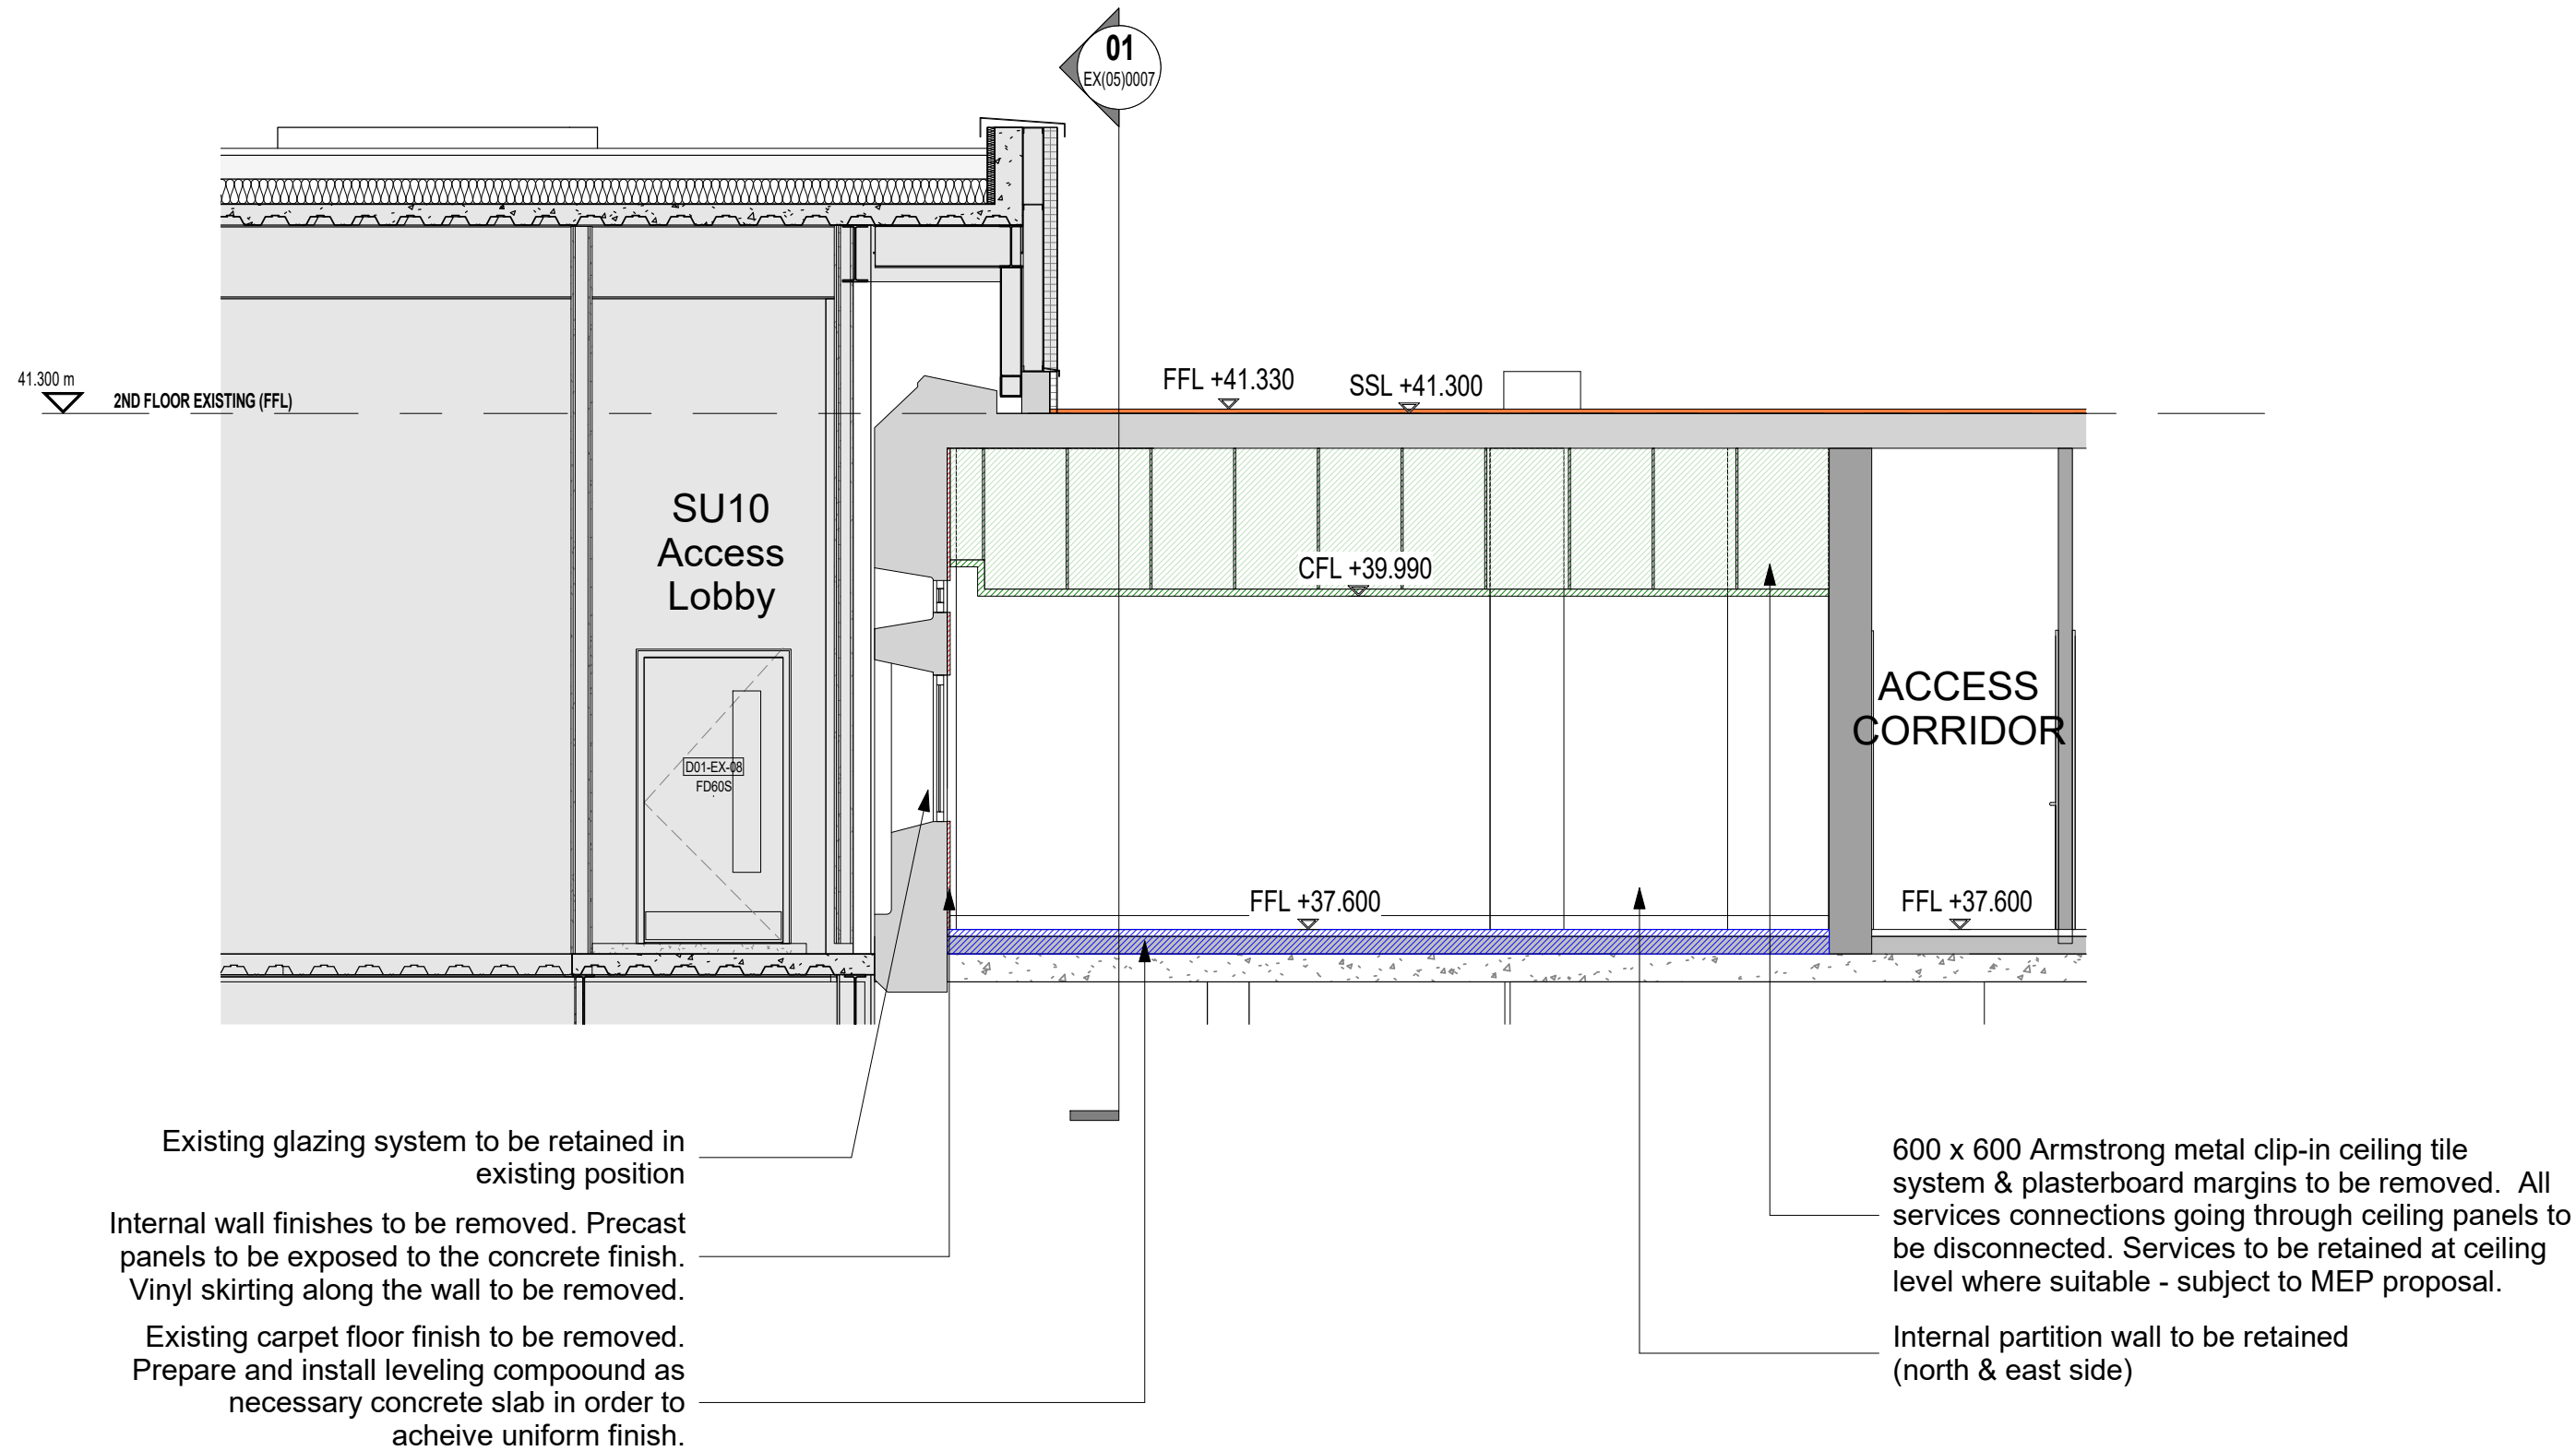 01
EX(05)0007
41.300 m
2ND FLOOR EXISTING (FFL)
FFL +41.330
SSL +41.300
SU10
Access
Lobby
CFL +39.990
ACCESS
CORRIDOR
D01-EX-08
FD60S
FFL +37.600
FFL +37.600
Existing glazing system to be retained in
existing position
Internal wall finishes to be removed. Precast
panels to be exposed to the concrete finish.
Vinyl skirting along the wall to be removed.
Existing carpet floor finish to be removed.
Prepare and install leveling compoound as
necessary concrete slab in order to
acheive uniform finish.
600 x 600 Armstrong metal clip-in ceiling tile
system & plasterboard margins to be removed.  All
services connections going through ceiling panels to
be disconnected. Services to be retained at ceiling
level where suitable - subject to MEP proposal.
Internal partition wall to be retained
(north & east side)